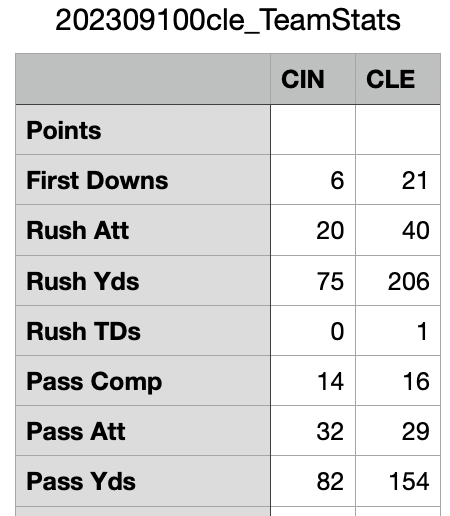 202309100cle_TeamStats
CIN CLE
Points
First Downs 6 21
Rush Att 20 40
Rush Yds 75 206
Rush TDs 0 1
Pass Comp 14 16
Pass Att 32 29
Pass Yds 82 154